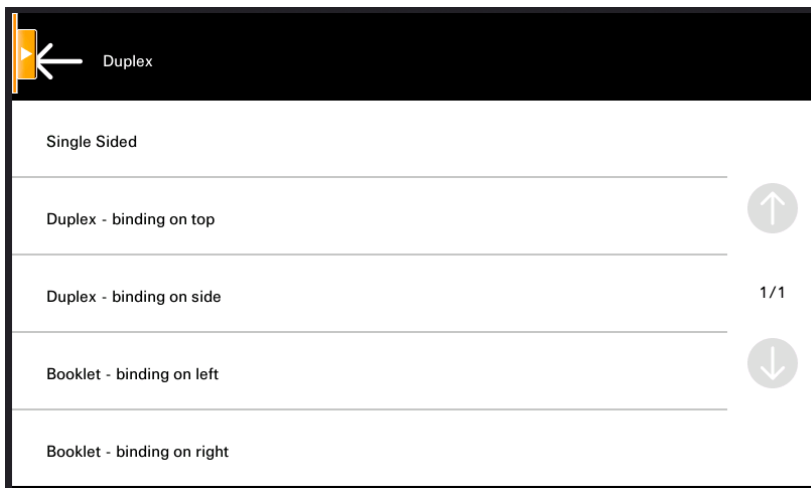 Duplex
Single Sided
Duplex - binding on top
Duplex - binding on side
1/1
Booklet - binding on left
Booklet - binding on right